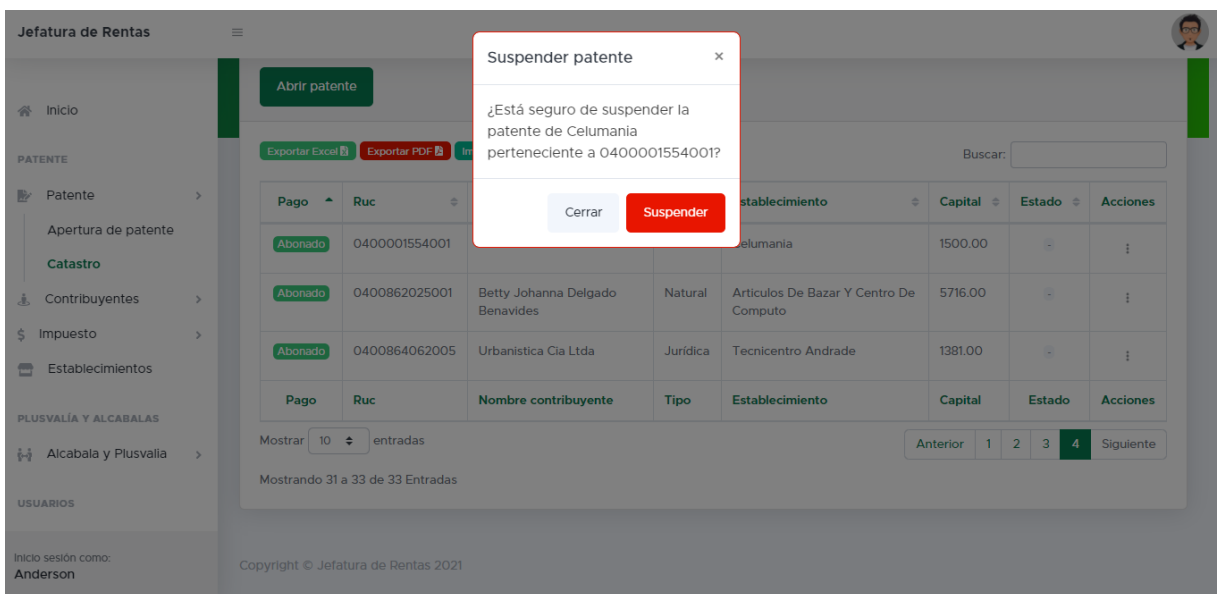 Jefatura de Rentas
Inicio
PATENTE
Patente
Apertura de patente
Catastro
Contribuyentes
$ Impuesto
Establecimientos
PLUSVALÍA Y ALCABALAS
Alcabala y Plusvalia
USUARIOS
Inicio sesión como:
Anderson
Abrir patente
Suspender patente ×
¿Está seguro de suspender la
patente de Celumania
perteneciente a 0400001554001?
Cerrar Suspender
Exportar Excel Exportar PDF
Buscar:
Pago Ruc Capital Estado Acciones
Abonado 0400001554001 1500.00 -
Abonado 0400862025001 Betty Johanna Delgado Natural Articulos De Bazar Y Centro De 5716.00 -
Benavides Computo
Abonado 0400864062005 Urbanistica Cia Ltda Jurídica Tecnicentro Andrade 1381.00 -
Pago Ruc Nombre contribuyente Tipo Establecimiento Capital Estado Acciones
Mostrar 10 entradas Anterior 1 2 3 4 Siguiente
Mostrando 31 a 33 de 33 Entradas
Copyright © Jefatura de Rentas 2021